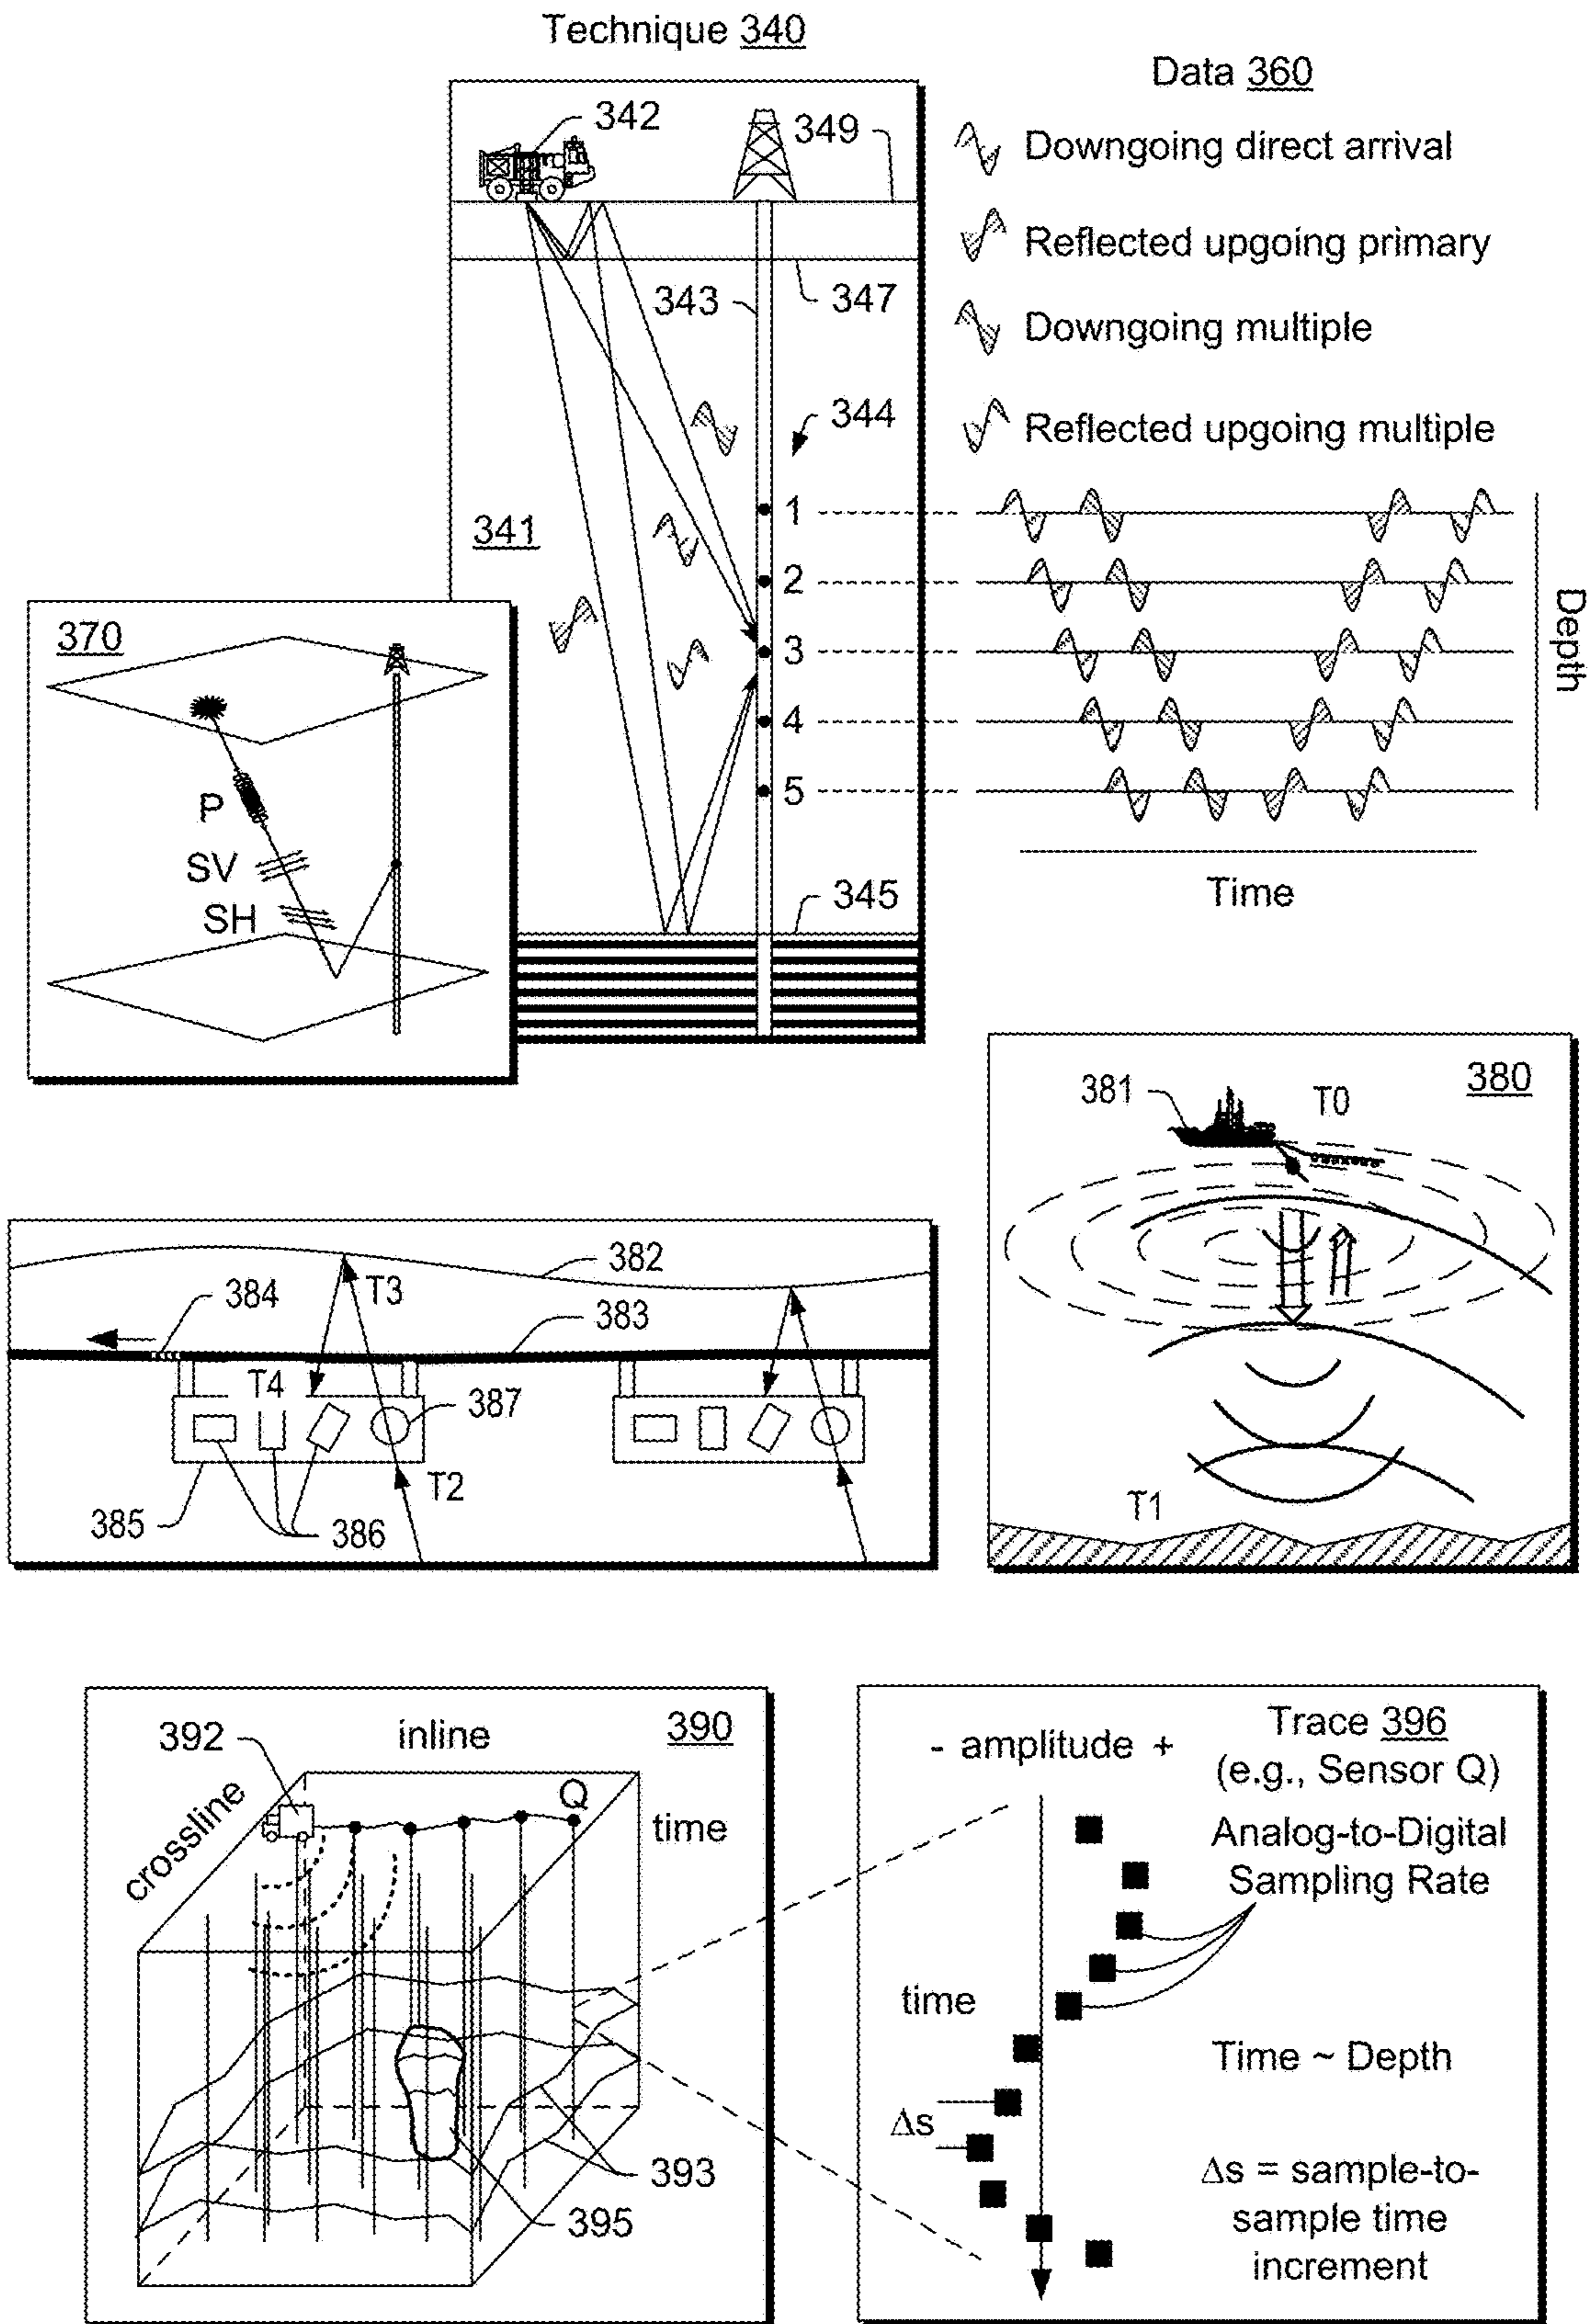 Technique 340
Data 360
342
349
Downgoing direct arrival
Reflected upgoing primary
343
347
Downgoing multiple
344
Reflected upgoing multiple
341
1
2
3
4
5
Depth
Time
345
370
P
SV
SH
381
T0
380
T1
382
384
T3
383
T4
387
T2
385
386
392
inline
390
crossline
Q
time
393
395
- amplitude +
Trace 396
(e.g., Sensor Q)
Analog-to-Digital
Sampling Rate
time
Time ~ Depth
Δs
Δs = sample-to-
sample time
increment